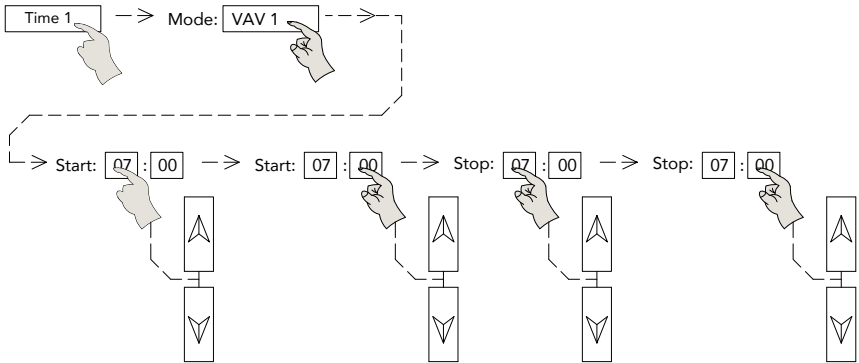 Time 1 Mode: VAV 1
Start: 07 : 00 Start: 07 : 00 Stop: 07 : 00 Stop: 07 : 00